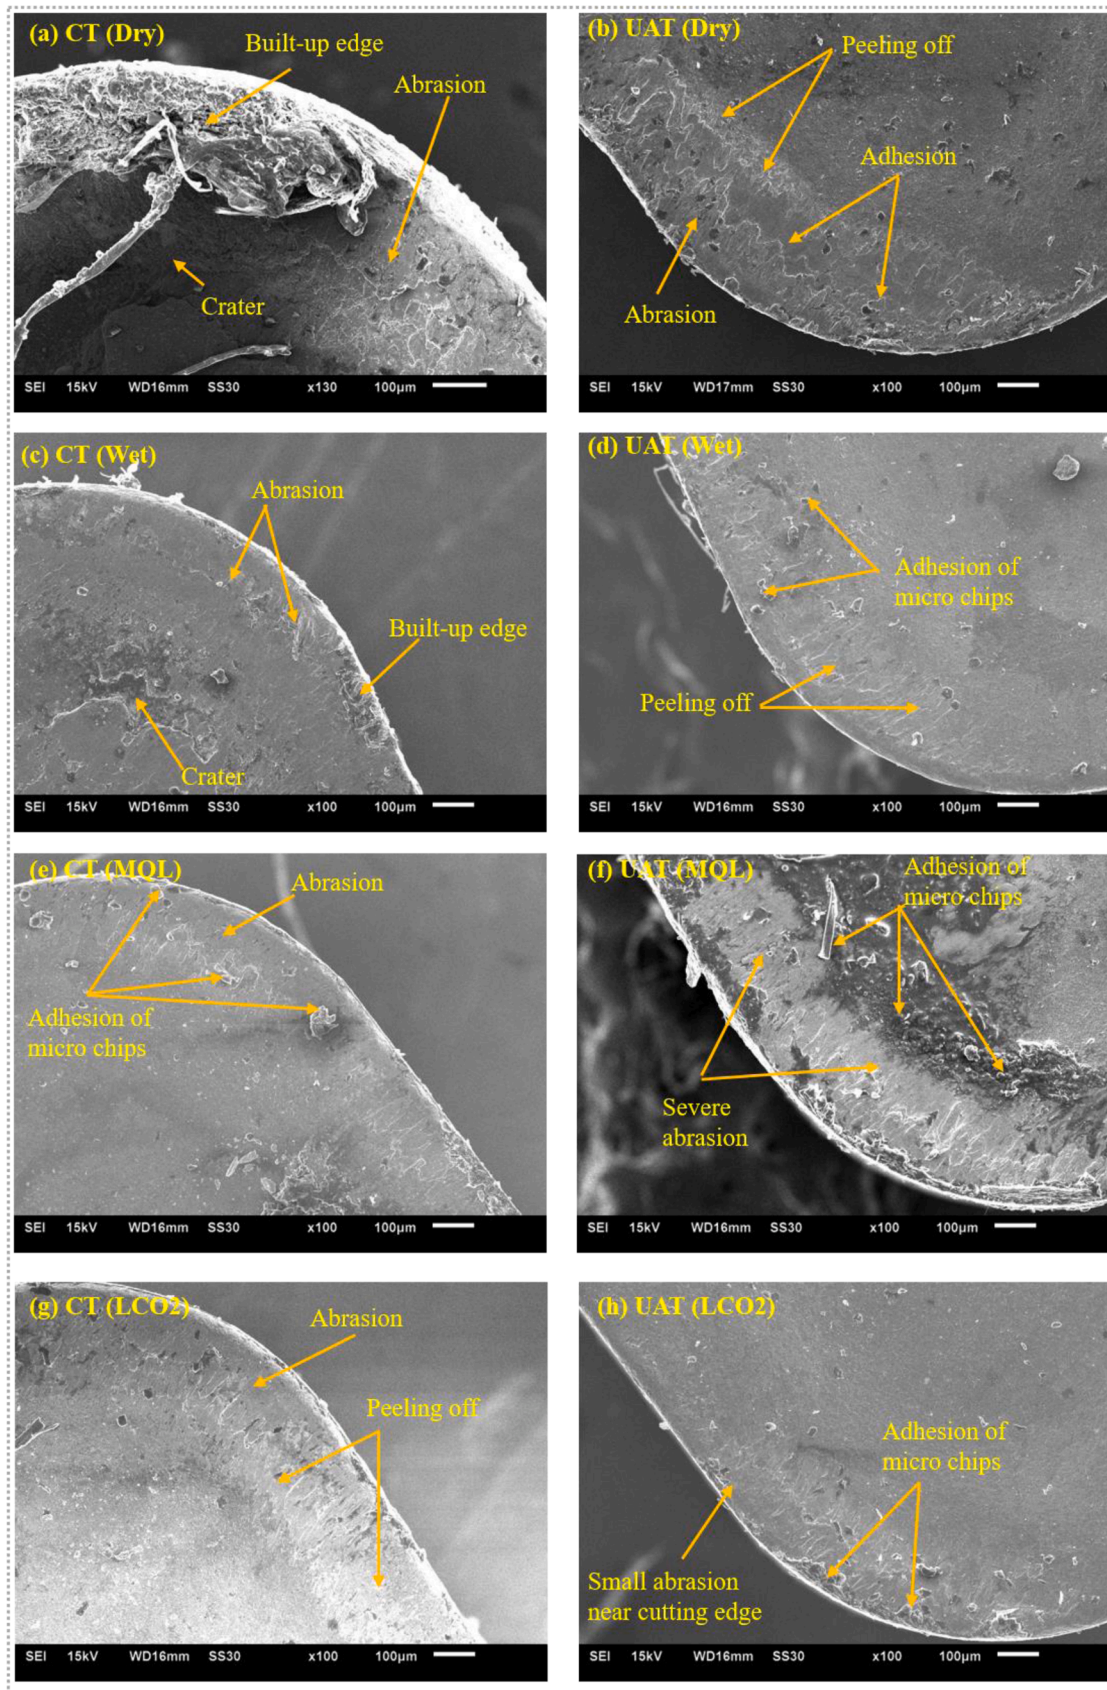 (a) CT (Dry)
Built-up edge
Abrasion
Crater
SEI 15kV WD16mm SS30 x130 100μm
(b) UAT (Dry)
Peeling off
Adhesion
Abrasion
SEI 15kV WD17mm SS30 x100 100μm
(c) CT (Wet)
Abrasion
Built-up edge
Crater
SEI 15kV WD16mm SS30 x100 100μm
(d) UAT (Wet)
Adhesion of
micro chips
Peeling off
SEI 15kV WD16mm SS30 x100 100μm
(e) CT (MQL)
Abrasion
Adhesion of
micro chips
SEI 15kV WD16mm SS30 x100 100μm
(f) UAT (MQL)
Adhesion of
micro chips
Severe
abrasion
SEI 15kV WD16mm SS30 x100 100μm
(g) CT (LCO2)
Abrasion
Peeling off
SEI 15kV WD16mm SS30 x100 100μm
(h) UAT (LCO2)
Adhesion of
micro chips
Small abrasion
near cutting edge
SEI 15kV WD16mm SS30 x100 100μm